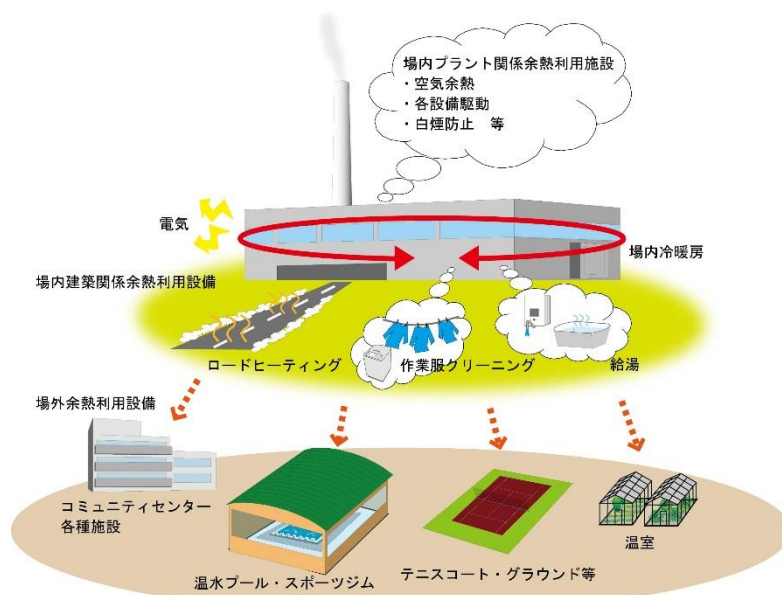 場内プラント関係余熱利用施設
・空気余熱
・各設備駆動
・白煙防止 等
電気
場内冷暖房
場内建築関係余熱利用設備
ロードヒーティング
作業服クリーニング
給湯
場外余熱利用設備
コミュニティセンター
各種施設
温水プール・スポーツジム
テニスコート・グラウンド等
温室